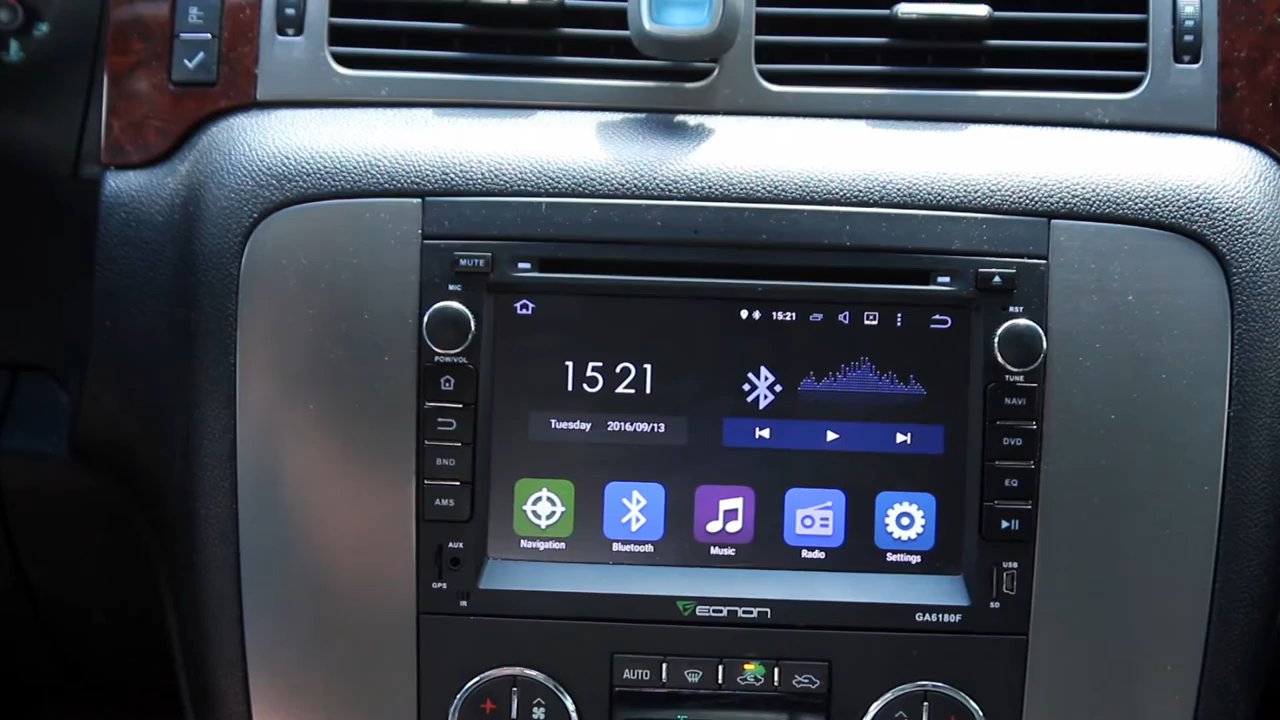 MUTE
MIC
RST
15:21
POW/VOL
TUNE
15 21
NAVI
Tuesday 2016/09/13
DVD
BND
EQ
AMS
Navigation
Bluetooth
Music
Radio
Settings
AUX
USB
GPS
IR
SD
EONON
GA6180F
AUTO